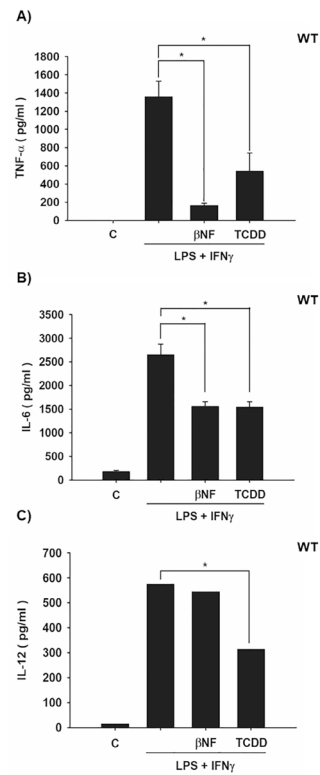 A)
WT
*
*
1800
1600
1400
1200
1000
800
600
400
200
0
TNF-α ( pg/ml )
C βNF TCDD
LPS + IFNγ
B)
WT
*
*
3500
3000
2500
2000
1500
1000
500
0
IL-6 ( pg/ml )
C βNF TCDD
LPS + IFNγ
C)
WT
*
700
600
500
400
300
200
100
0
IL-12 ( pg/ml )
C βNF TCDD
LPS + IFNγ